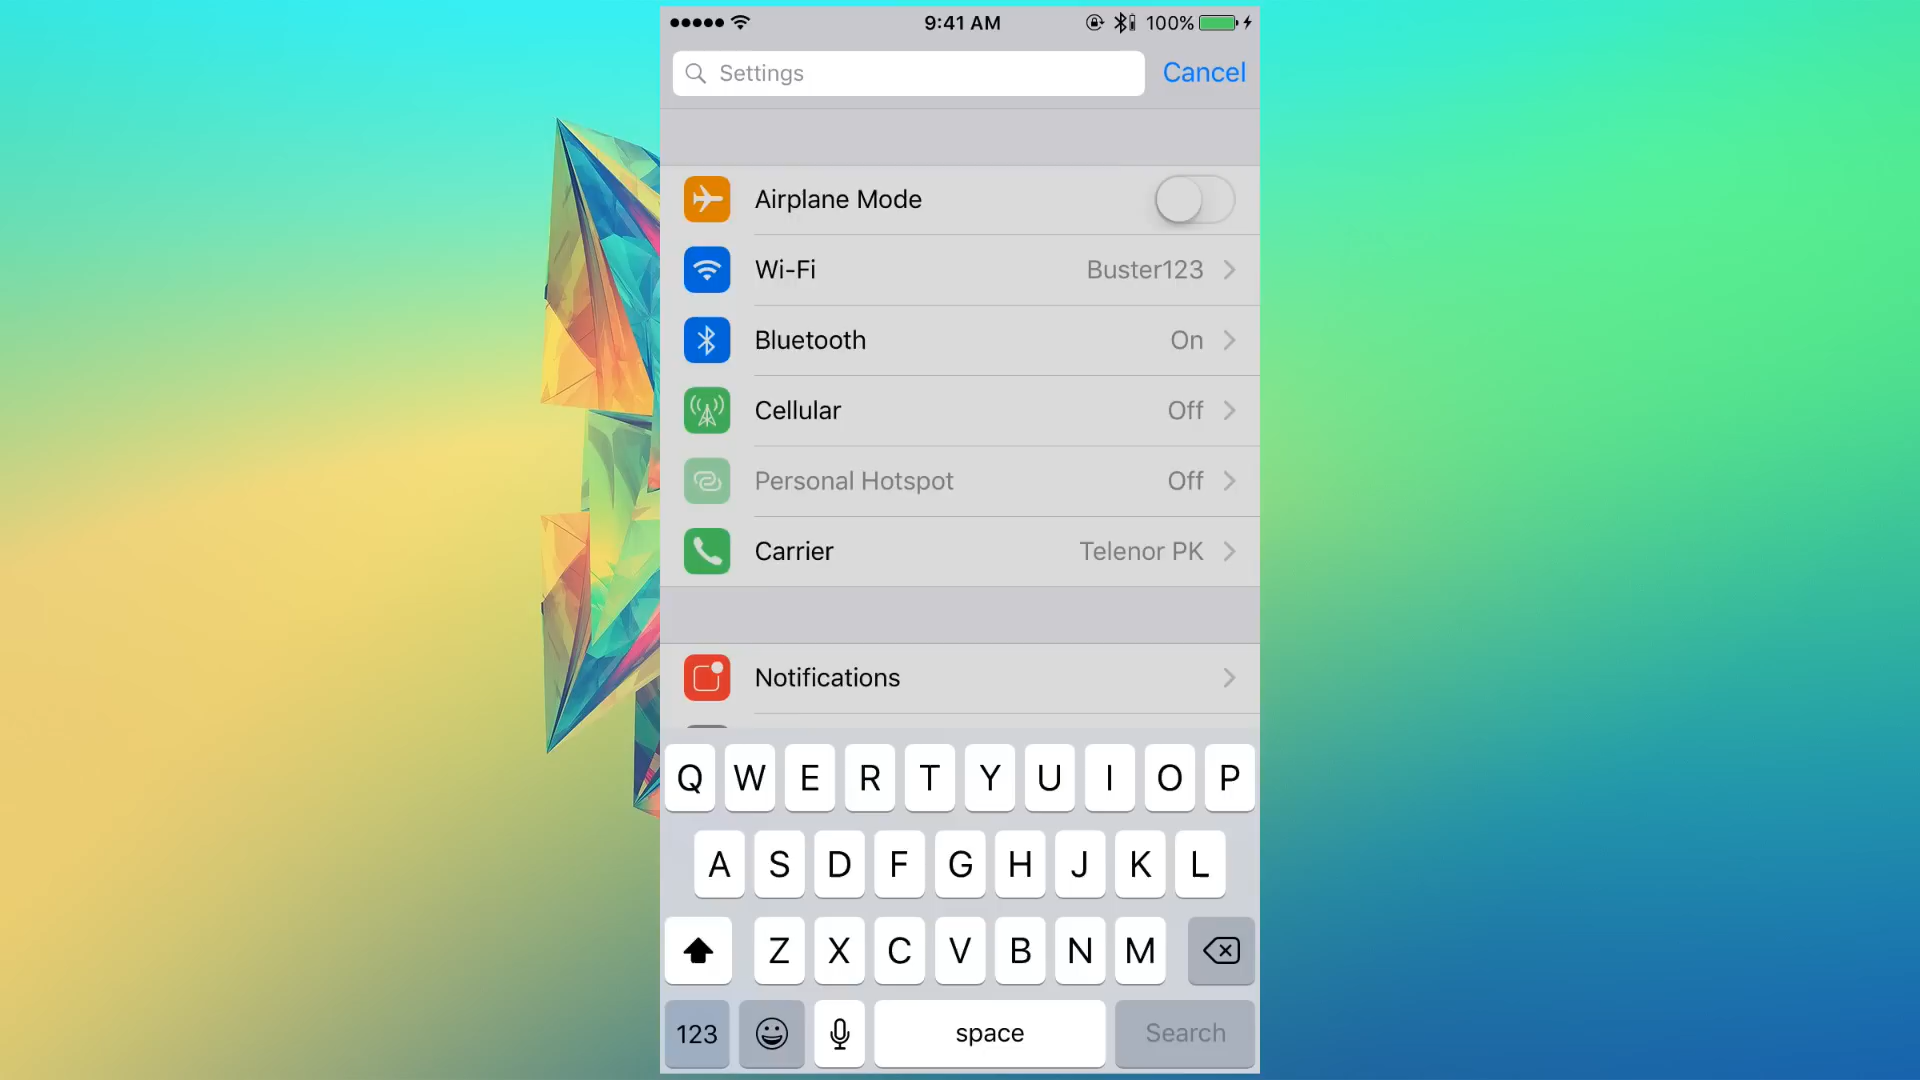 9:41 AM 100%
Settings Cancel
Airplane Mode
Wi-Fi Buster123
Bluetooth On
Cellular Off
Personal Hotspot Off
Carrier Telenor PK
Notifications
Q W E R T Y U I O P
A S D F G H J K L
Z X C V B N M
123 space Search